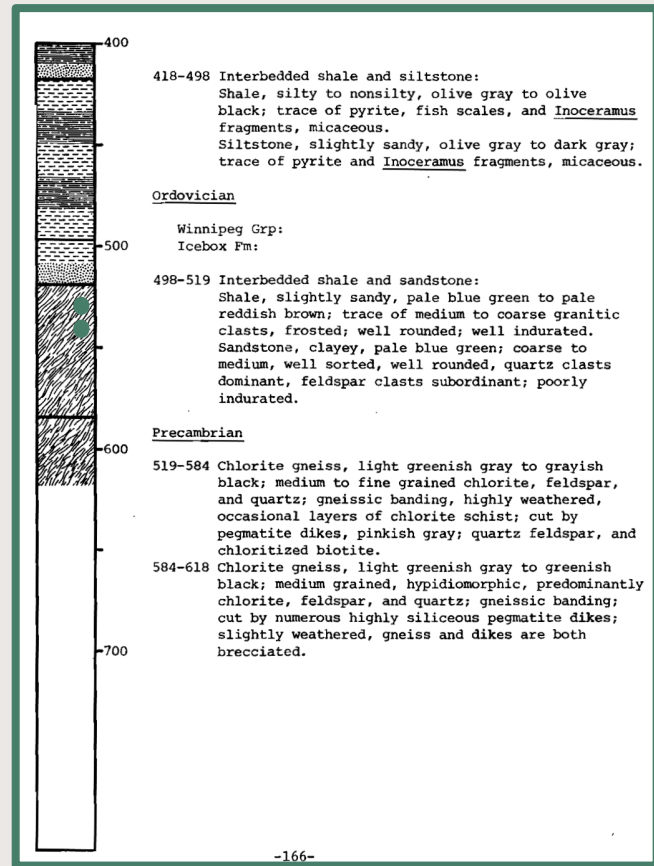 400
418-498 Interbedded shale and siltstone:
Shale, silty to nonsilty, olive gray to olive
black; trace of pyrite, fish scales, and Inoceramus
fragments, micaceous.
Siltstone, slightly sandy, olive gray to dark gray;
trace of pyrite and Inoceramus fragments, micaceous.
Ordovician
Winnipeg Grp:
500
Icebox Fm:
498-519 Interbedded shale and sandstone:
Shale, slightly sandy, pale blue green to pale
reddish brown; trace of medium to coarse granitic
clasts, frosted; well rounded; well indurated.
Sandstone, clayey, pale blue green; coarse to
medium, well sorted, well rounded, quartz clasts
dominant, feldspar clasts subordinant; poorly
indurated.
Precambrian
600
519-584 Chlorite gneiss, light greenish gray to grayish
black; medium to fine grained chlorite, feldspar,
and quartz; gneissic banding, highly weathered,
occasional layers of chlorite schist; cut by
pegmatite dikes, pinkish gray; quartz feldspar, and
chloritized biotite.
584-618 Chlorite gneiss, light greenish gray to greenish
black; medium grained, hypidiomorphic, predominantly
chlorite, feldspar, and quartz; gneissic banding;
cut by numerous highly siliceous pegmatite dikes;
slightly weathered, gneiss and dikes are both
700
brecciated.
-166-